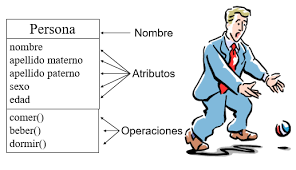 Persona
Nombre
nombre
apellido materno
apellido paterno
sexo
edad
Atributos
comer()
beber()
dormir()
Operaciones